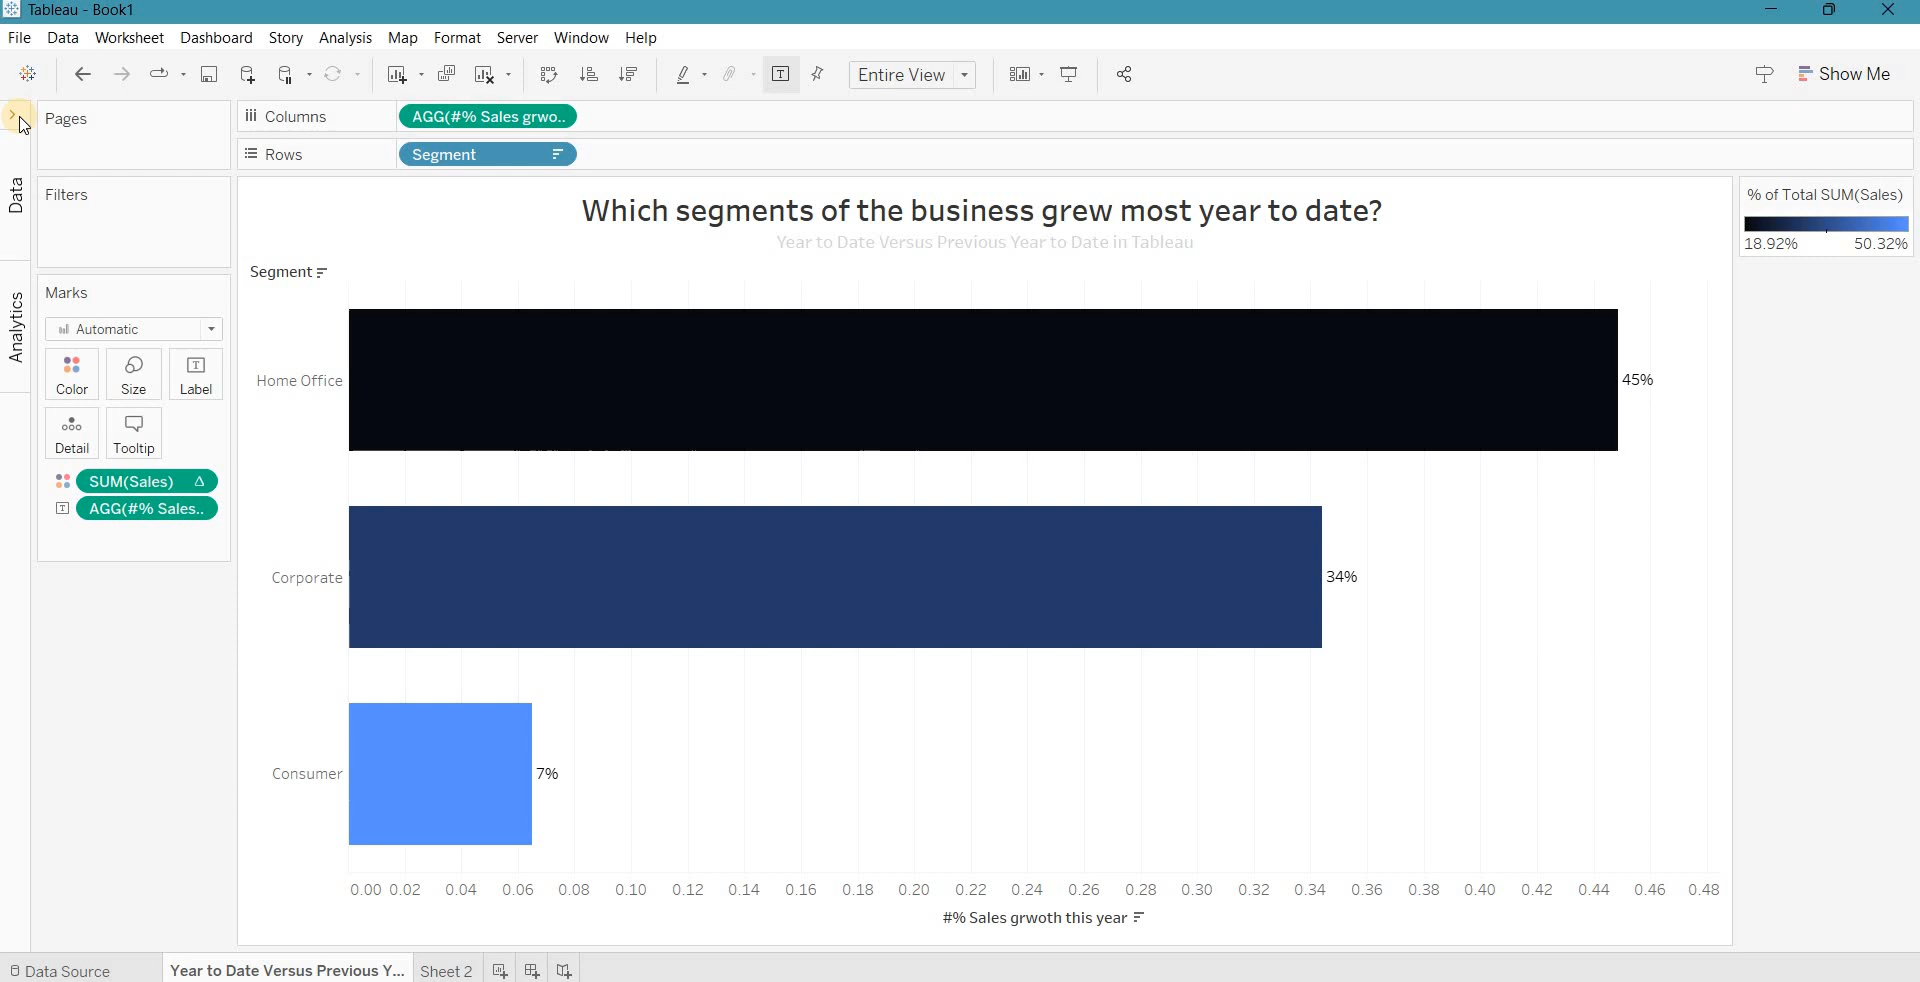 Tableau - Book1
File Data Worksheet Dashboard Story Analysis Map Format Server Window Help
Entire View
Show Me
Pages
Columns
AGG(#% Sales grwo..
Rows
Segment
Data
Analytics
Filters
Marks
Automatic
Color
Size
Label
Detail
Tooltip
SUM(Sales)
AGG(#% Sales..
Which segments of the business grew most year to date?
Year to Date Versus Previous Year to Date in Tableau
Segment
Home Office
45%
Corporate
34%
Consumer
7%
0.00 0.02 0.04 0.06 0.08 0.10 0.12 0.14 0.16 0.18 0.20 0.22 0.24 0.26 0.28 0.30 0.32 0.34 0.36 0.38 0.40 0.42 0.44 0.46 0.48
#% Sales grwoth this year
% of Total SUM(Sales)
18.92% 50.32%
Data Source
Year to Date Versus Previous Y...
Sheet 2